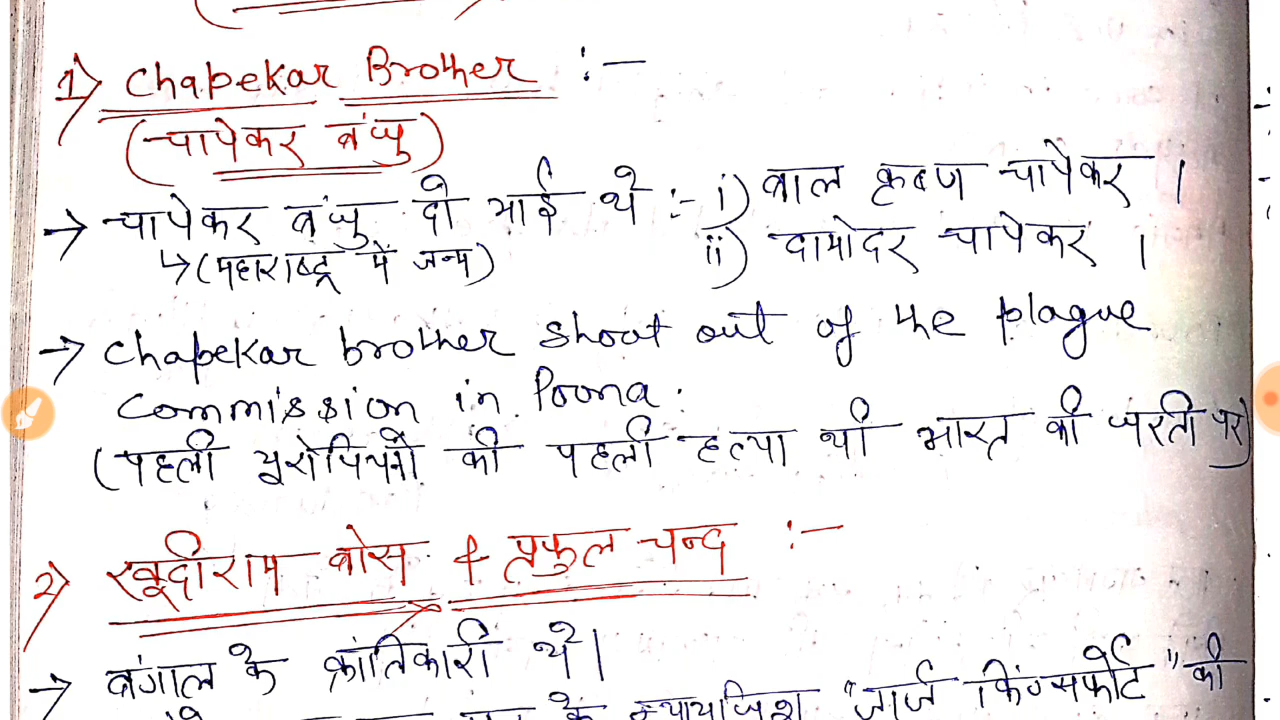 1) Chapekar Brother :-
(चापेकर बंधु)
→ चापेकर बंधु दो भाई थे :- i) बाल कृष्ण चापेकर ।
↳ (महाराष्ट्र में जन्म) ii) दामोदर चापेकर ।
→ Chapekar brother shoot out of the plague
commission in Poona.
(पहली यूरोपियनों की पहली हत्या थी भारत की धरती पर)
2) खूदीराम बोस & प्रफुल चन्द :-
→ बंगाल के क्रांतिकारी थे।
के न्यायाधिश "जार्ज किंग्सफोर्ट" की